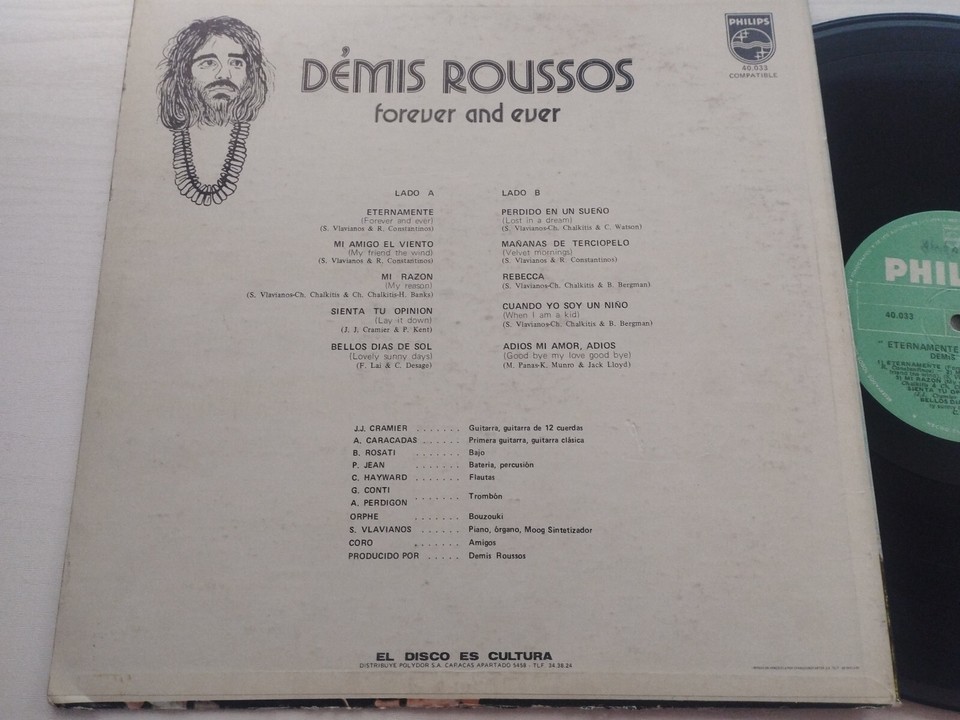 DÉMIS ROUSSOS
forever and ever
PHILIPS
40.033
COMPATIBLE
LADO A
ETERNAMENTE
(Forever and ever)
(S. Vlavianos & R. Constantinos)
MI AMIGO EL VIENTO
(My friend the wind)
(S. Vlavianos & R. Constantinos)
MI RAZON
(My reason)
(S. Vlavianos-Ch. Chalkitis & Ch. Chalkitis-H. Banks)
SIENTA TU OPINION
(Lay it down)
(J. J. Cramier & P. Kent)
BELLOS DIAS DE SOL
(Lovely sunny days)
(F. Lai & C. Desage)
LADO B
PERDIDO EN UN SUEÑO
(Lost in a dream)
(S. Vlavianos-Ch. Chalkitis & C. Watson)
MAÑANAS DE TERCIOPELO
(Velvet mornings)
(S. Vlavianos & R. Constantinos)
REBECCA
(S. Vlavianos-Ch. Chalkitis & B. Bergman)
CUANDO YO SOY UN NIÑO
(When I am a kid)
(S. Vlavianos-Ch. Chalkitis & B. Bergman)
ADIOS MI AMOR, ADIOS
(Good bye my love good bye)
(M. Panas-K. Munro & Jack Lloyd)
J.J. CRAMIER ....... Guitarra, guitarra de 12 cuerdas
A. CARACADAS ...... Primera guitarra, guitarra clásica
B. ROSATI ....... Bajo
P. JEAN ....... Bateria, percusiòn
C. HAYWARD ....... Flautas
G. CONTI
A. PERDIGON ....... Trombòn
ORPHE ....... Bouzouki
S. VLAVIANOS ....... Piano, òrgano, Moog Sintetizador
CORO ....... Amigos
PRODUCIDO POR ..... Demis Roussos
EL DISCO ES CULTURA
DISTRIBUYE POLYDOR S.A. CARACAS APARTADO 5458 - TLF. 34.38.24
PHIL
40.033
" ETERNAMENTE
DEMIS
ETERNAMENTE
SIENTA TU OP
BELLOS DIA